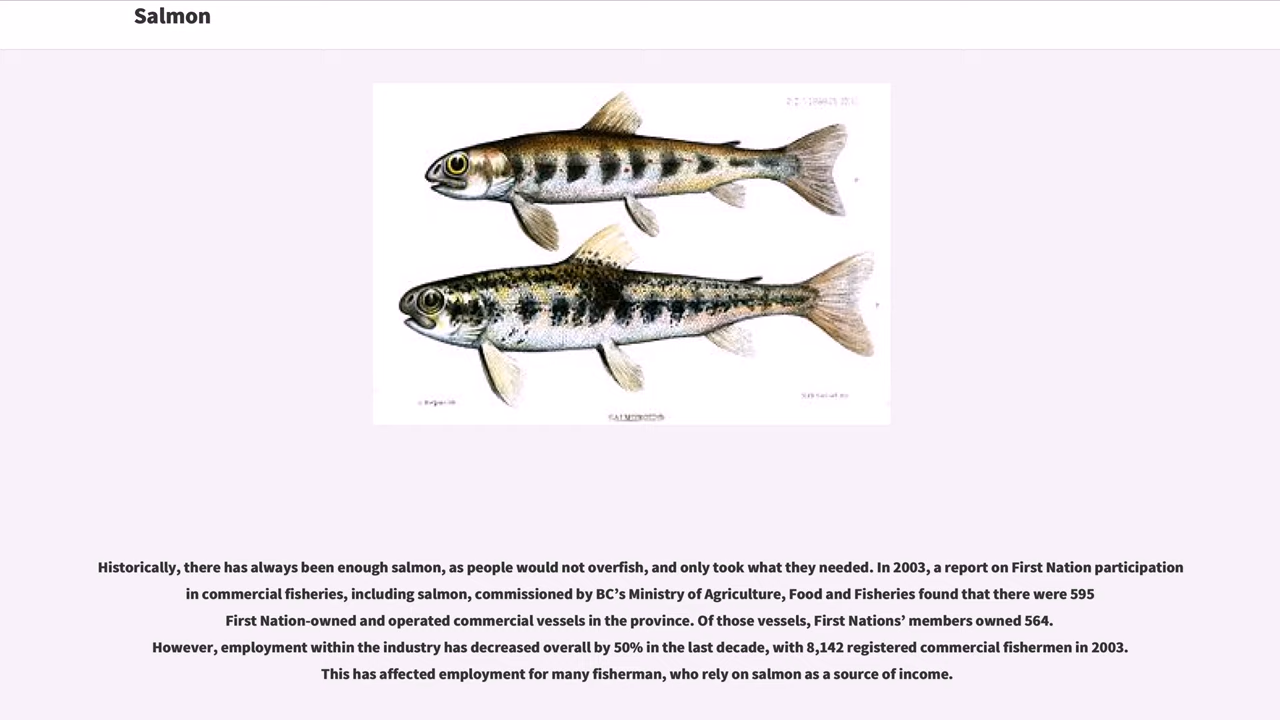 Salmon
Historically, there has always been enough salmon, as people would not overfish, and only took what they needed. In 2003, a report on First Nation participation
in commercial fisheries, including salmon, commissioned by BC’s Ministry of Agriculture, Food and Fisheries found that there were 595
First Nation-owned and operated commercial vessels in the province. Of those vessels, First Nations’ members owned 564.
However, employment within the industry has decreased overall by 50% in the last decade, with 8,142 registered commercial fishermen in 2003.
This has affected employment for many fisherman, who rely on salmon as a source of income.